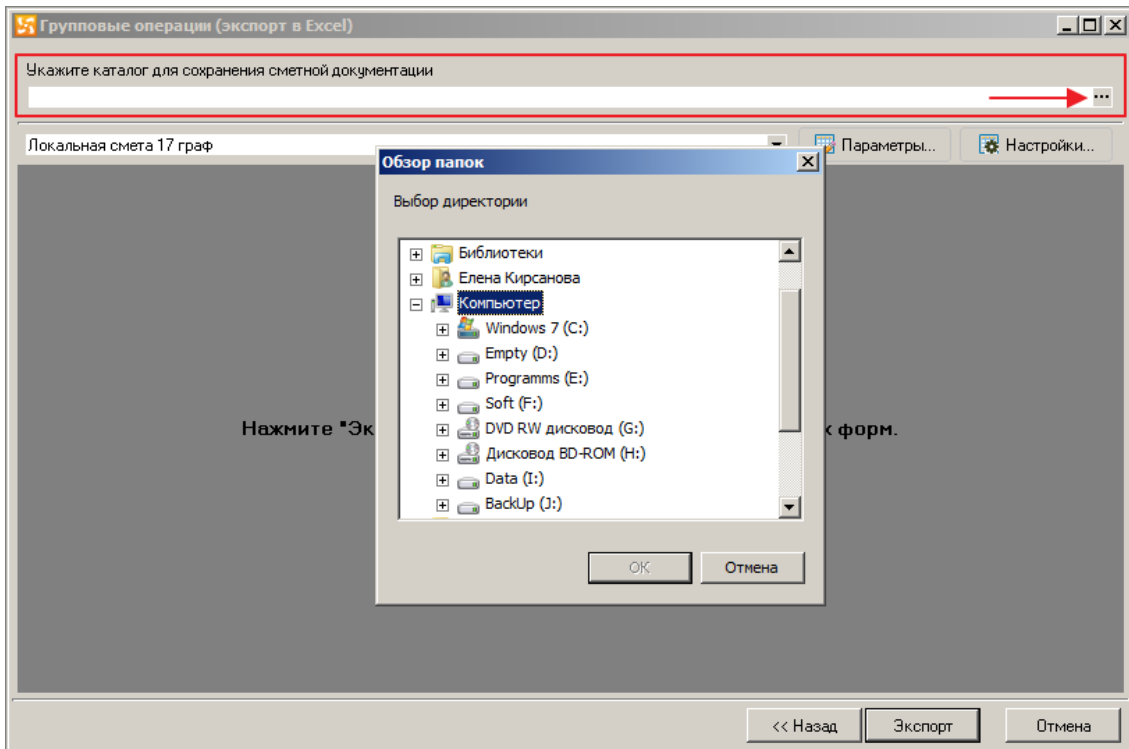 Групповые операции (экспорт в Excel)
Укажите каталог для сохранения сметной документации
...
Локальная смета 17 граф
Параметры...
Настройки...
Обзор папок
Выбор директории
Библиотеки
Елена Кирсанова
Компьютер
Windows 7 (C:)
Empty (D:)
Programms (E:)
Soft (F:)
Нажмите "Эк
форм.
DVD RW дисковод (G:)
Дисковод BD-ROM (H:)
Data (I:)
BackUp (J:)
OK
Отмена
<< Назад
Экспорт
Отмена